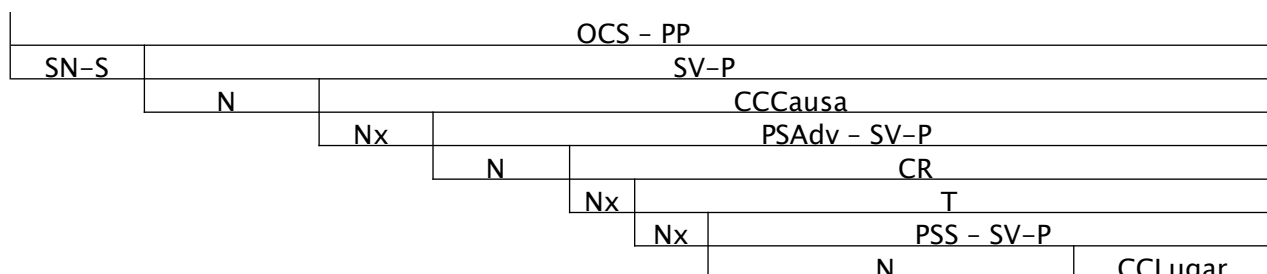 OCS - PP
SN-S SV-P
N CCCausa
Nx PSAdv - SV-P
N CR
Nx T
Nx PSS - SV-P
N CCLugar